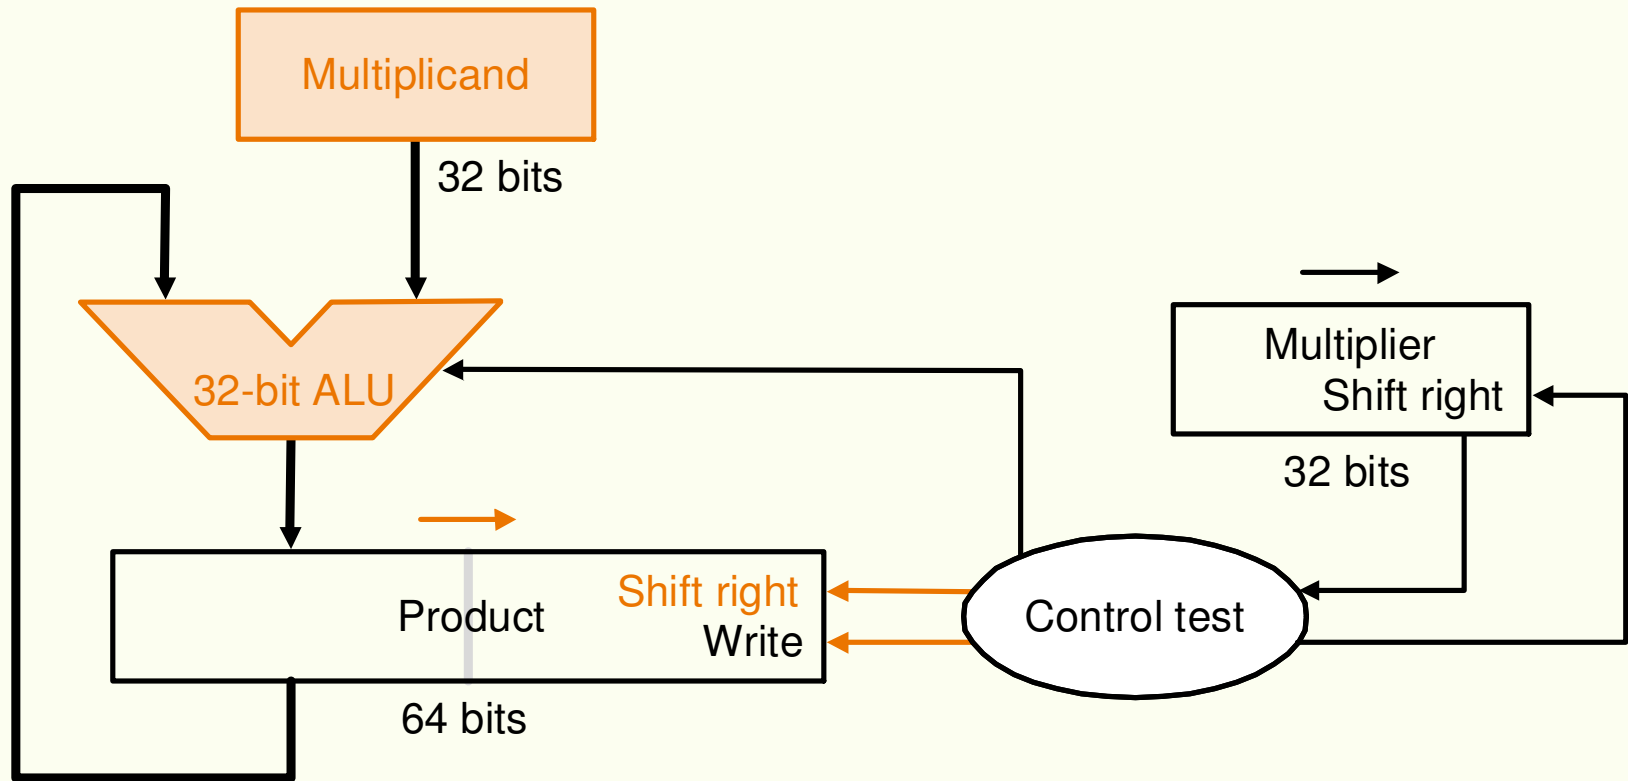 Multiplicand
32 bits
32-bit ALU
Multiplier
Shift right
32 bits
Product
Shift right
Write
64 bits
Control test